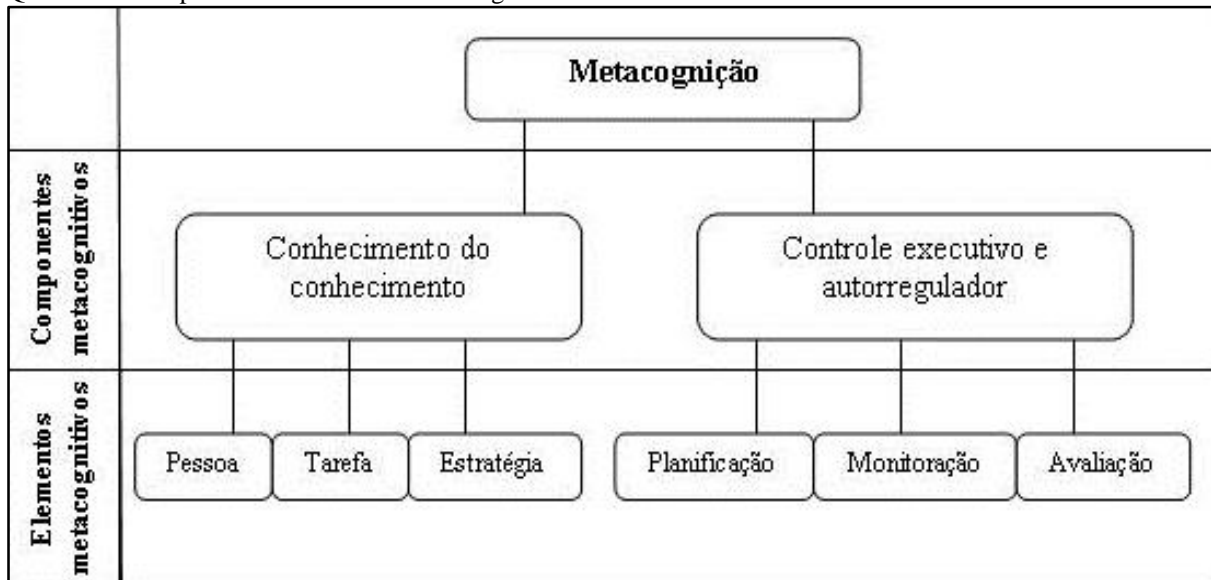 Metacognição
Componentes
metacognitivos
Conhecimento do
conhecimento
Controle executivo e
autorregulador
Elementos
metacognitivos
Pessoa
Tarefa
Estratégia
Planificação
Monitoração
Avaliação